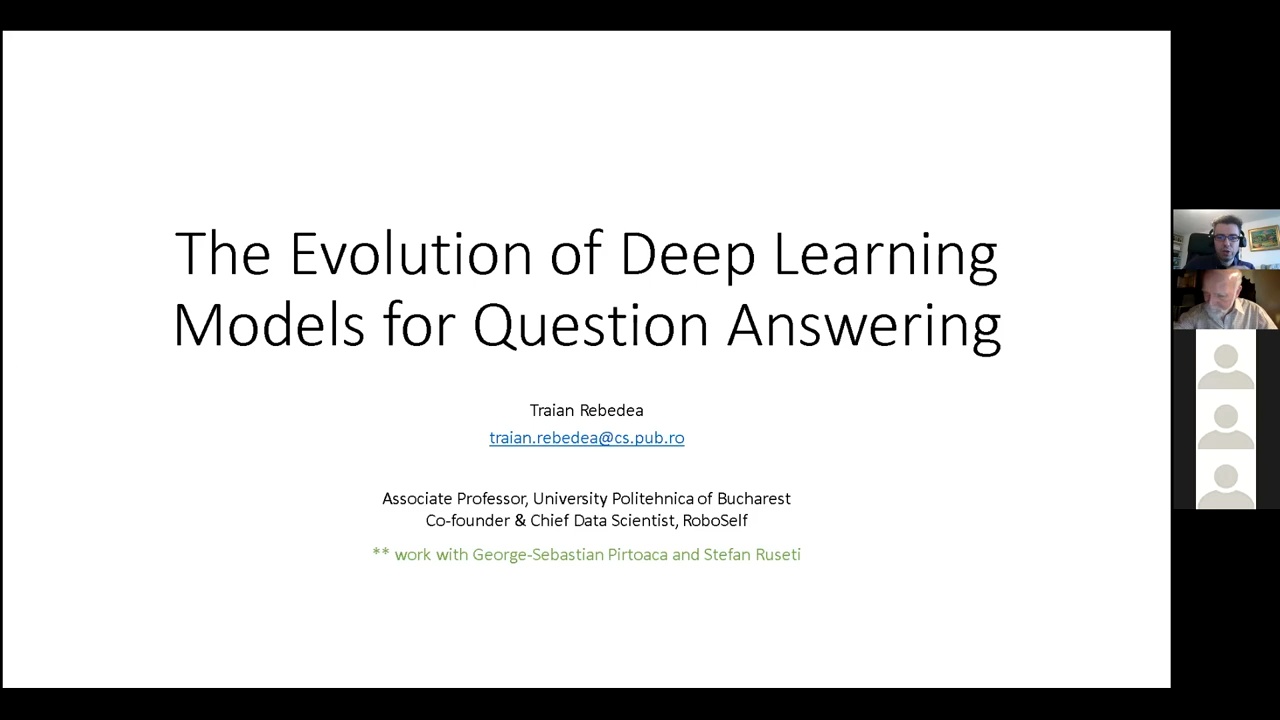 The Evolution of Deep Learning
Models for Question Answering
Traian Rebedea
traian.rebedea@cs.pub.ro
Associate Professor, University Politehnica of Bucharest
Co-founder & Chief Data Scientist, RoboSelf
** work with George-Sebastian Pirtoaca and Stefan Ruseti